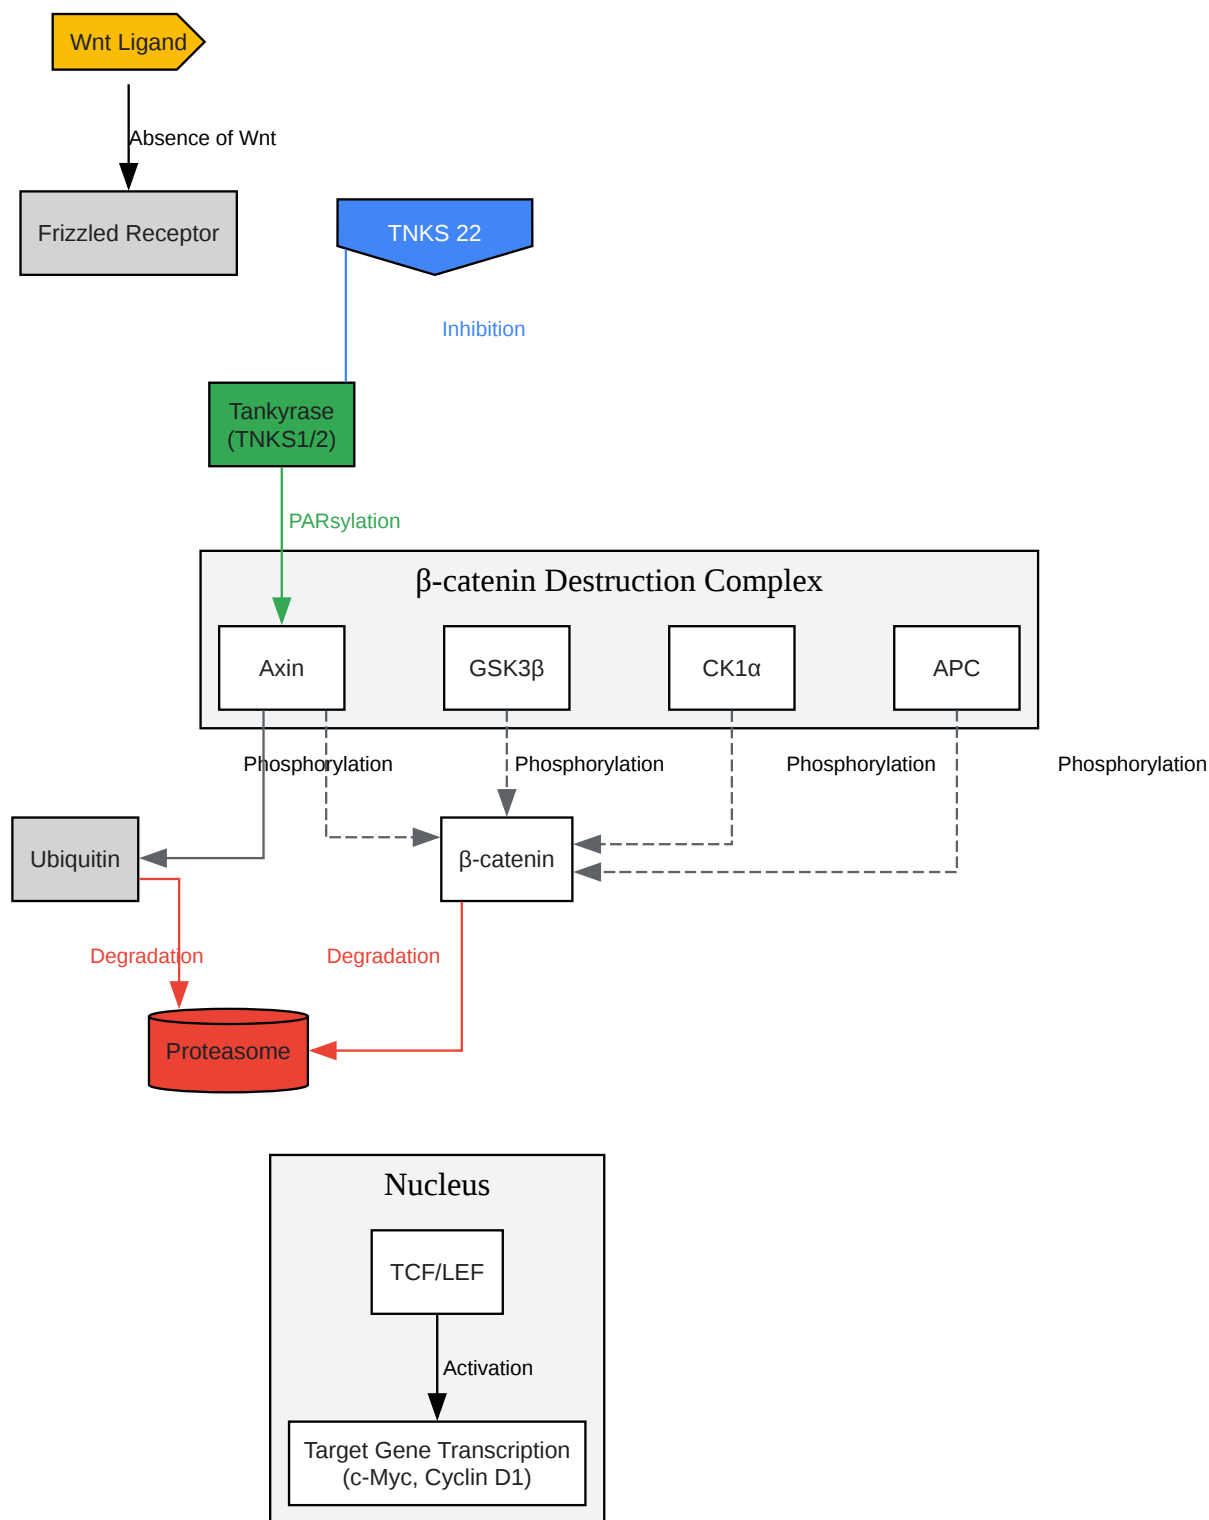 Wnt Ligand
Absence of Wnt
Frizzled Receptor
TNKS 22
Inhibition
Tankyrase
(TNKS1/2)
PARsylation
β-catenin Destruction Complex
Axin
GSK3β
CK1α
APC
Phosphorylation
Phosphorylation
Phosphorylation
Phosphorylation
Ubiquitin
β-catenin
Degradation
Degradation
Proteasome
Nucleus
TCF/LEF
Activation
Target Gene Transcription
(c-Myc, Cyclin D1)